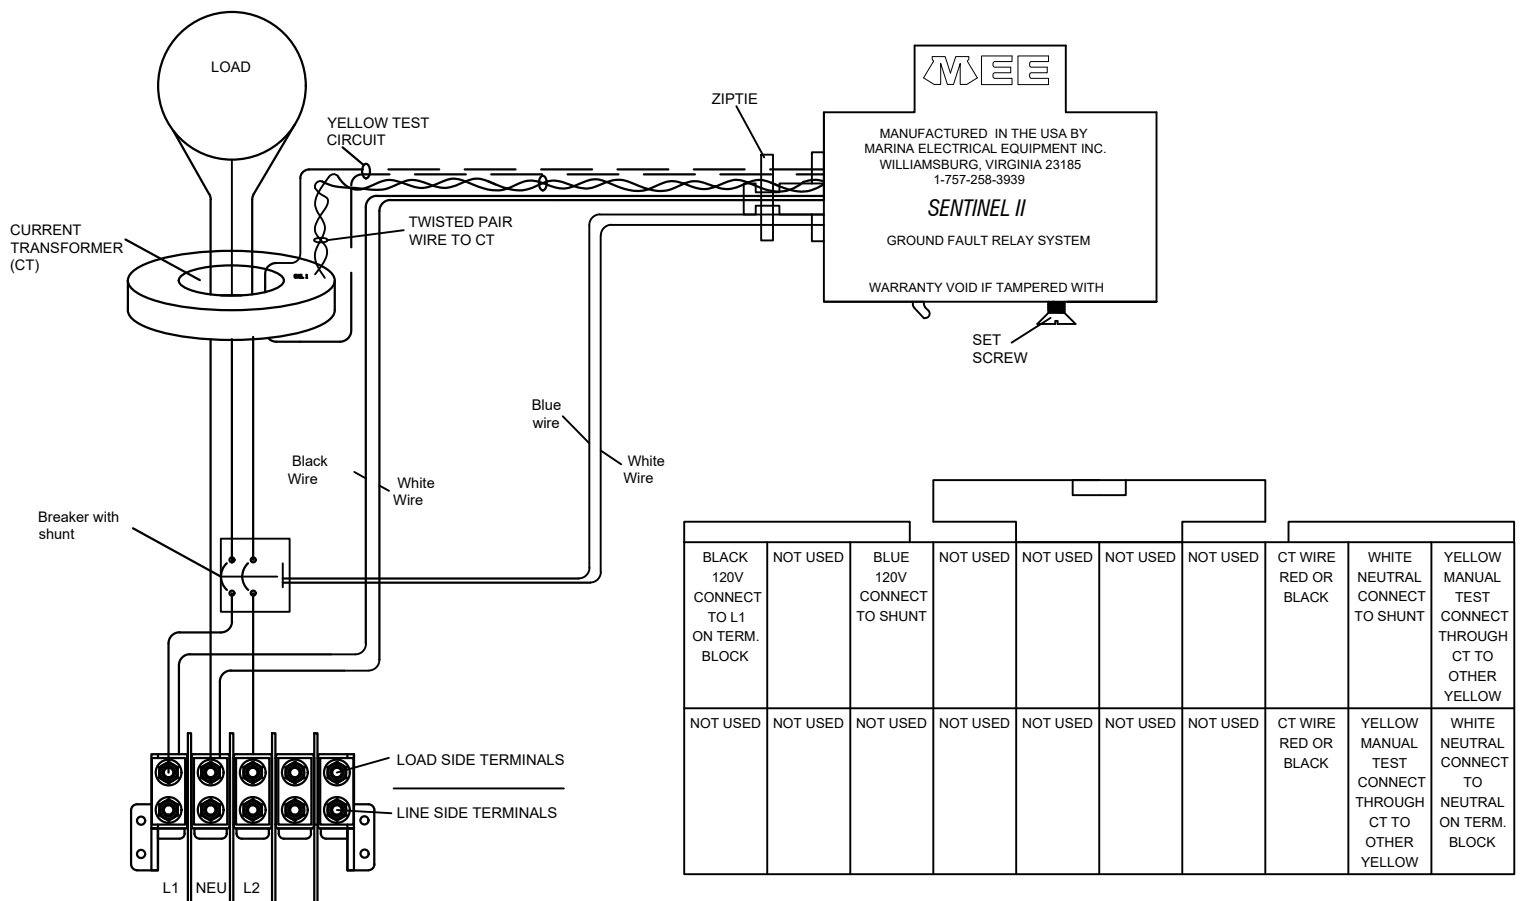 LOAD
YELLOW TEST
CIRCUIT
ZIPTIE
MEE
MANUFACTURED IN THE USA BY
MARINA ELECTRICAL EQUIPMENT INC.
WILLIAMSBURG, VIRGINIA 23185
1-757-258-3939
SENTINEL II
GROUND FAULT RELAY SYSTEM
WARRANTY VOID IF TAMPERED WITH
SET
SCREW
CURRENT
TRANSFORMER
(CT)
TWISTED PAIR
WIRE TO CT
Blue
wire
White
Wire
Black
Wire
White
Wire
Breaker with
shunt
LOAD SIDE TERMINALS
LINE SIDE TERMINALS
L1
NEU
L2
BLACK
120V
CONNECT
TO L1
ON TERM.
BLOCK
NOT USED
BLUE
120V
CONNECT
TO SHUNT
NOT USED
NOT USED
NOT USED
NOT USED
CT WIRE
RED OR
BLACK
WHITE
NEUTRAL
CONNECT
TO SHUNT
YELLOW
MANUAL
TEST
CONNECT
THROUGH
CT TO
OTHER
YELLOW
NOT USED
NOT USED
NOT USED
NOT USED
NOT USED
NOT USED
NOT USED
CT WIRE
RED OR
BLACK
YELLOW
MANUAL
TEST
CONNECT
THROUGH
CT TO
OTHER
YELLOW
WHITE
NEUTRAL
CONNECT
TO
NEUTRAL
ON TERM.
BLOCK